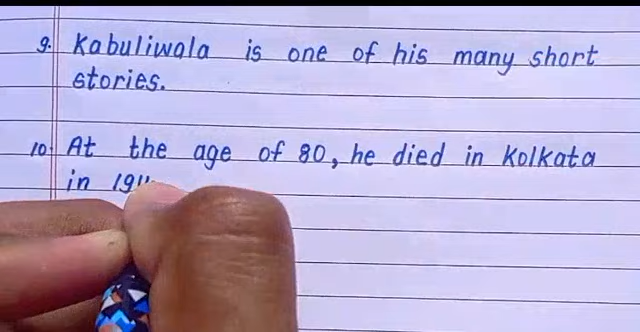 9. Kabuliwala is one of his many short
stories.
10. At the age of 80, he died in Kolkata
in